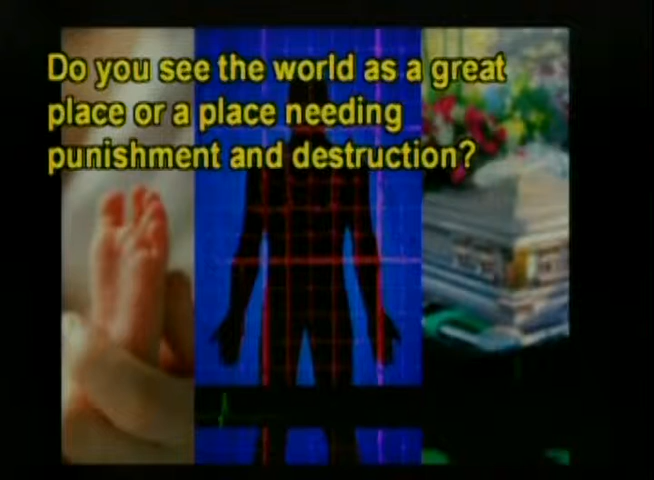 Do you see the world as a great
place or a place needing
punishment and destruction?